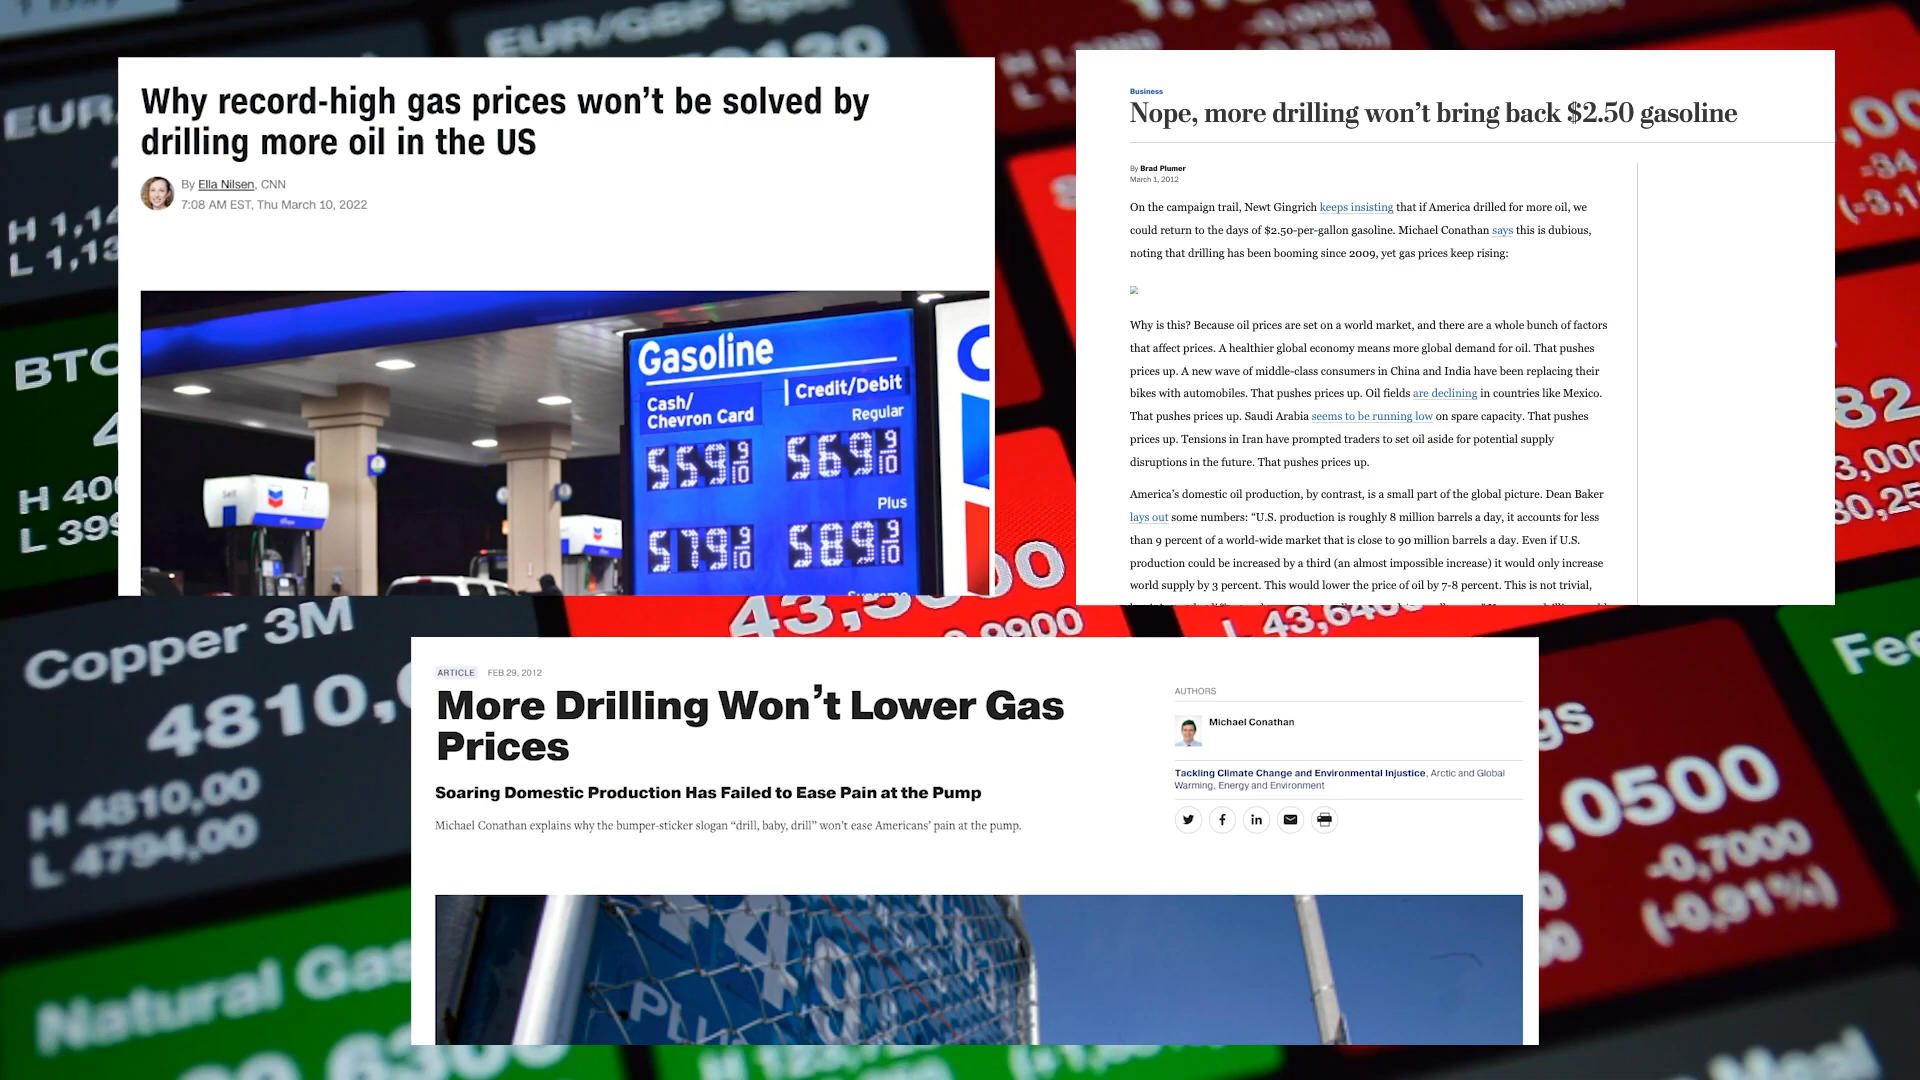 EUR/GBP Spot
Why record-high gas prices won’t be solved by
drilling more oil in the US
By Ella Nilsen, CNN
7:08 AM EST, Thu March 10, 2022
Gasoline
Cash/
Chevron Card
Credit/Debit
Regular
5599/10
5699/10
Plus
5799/10
5899/10
Business
Nope, more drilling won’t bring back $2.50 gasoline
By Brad Plumer
March 1, 2012
On the campaign trail, Newt Gingrich keeps insisting that if America drilled for more oil, we
could return to the days of $2.50-per-gallon gasoline. Michael Conathan says this is dubious,
noting that drilling has been booming since 2009, yet gas prices keep rising:
Why is this? Because oil prices are set on a world market, and there are a whole bunch of factors
that affect prices. A healthier global economy means more global demand for oil. That pushes
prices up. A new wave of middle-class consumers in China and India have been replacing their
bikes with automobiles. That pushes prices up. Oil fields are declining in countries like Mexico.
That pushes prices up. Saudi Arabia seems to be running low on spare capacity. That pushes
prices up. Tensions in Iran have prompted traders to set oil aside for potential supply
disruptions in the future. That pushes prices up.
America’s domestic oil production, by contrast, is a small part of the global picture. Dean Baker
lays out some numbers: “U.S. production is roughly 8 million barrels a day, it accounts for less
than 9 percent of a world-wide market that is close to 90 million barrels a day. Even if U.S.
production could be increased by a third (an almost impossible increase) it would only increase
world supply by 3 percent. This would lower the price of oil by 7-8 percent. This is not trivial,
EUR
BTC
H 400
L 399
Copper 3M
4810,0
H 4810,00
L 4794,00
Natural Gas
ARTICLE FEB 29, 2012
More Drilling Won’t Lower Gas
Prices
Soaring Domestic Production Has Failed to Ease Pain at the Pump
Michael Conathan explains why the bumper-sticker slogan “drill, baby, drill” won’t ease Americans’ pain at the pump.
AUTHORS
Michael Conathan
Tackling Climate Change and Environmental Injustice, Arctic and Global
Warming, Energy and Environment
,0500
-0,7000
(-0,91%)